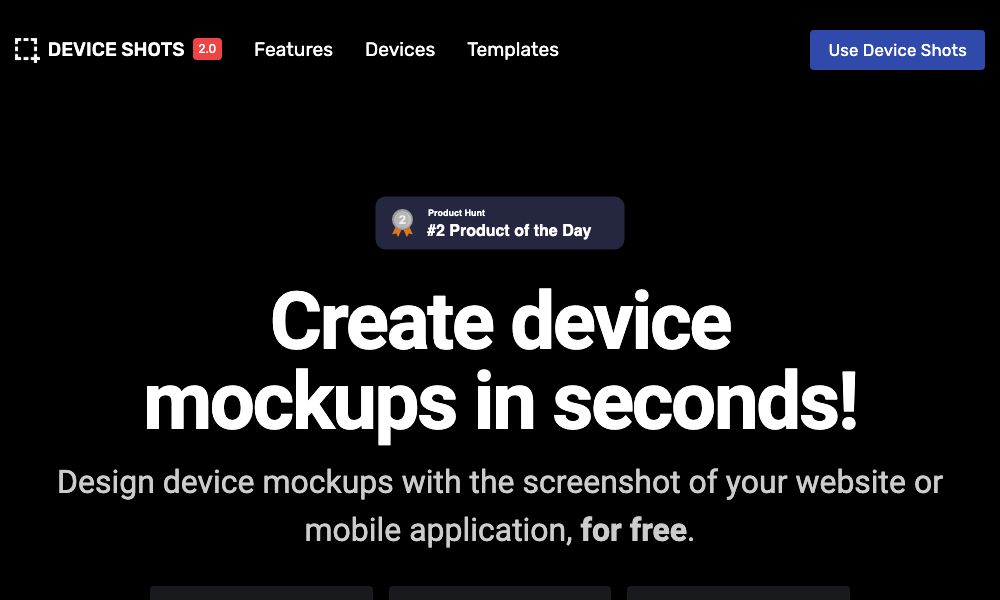 DEVICE SHOTS 2.0 Features Devices Templates Use Device Shots
2 Product Hunt
#2 Product of the Day
Create device
mockups in seconds!
Design device mockups with the screenshot of your website or
mobile application, for free.